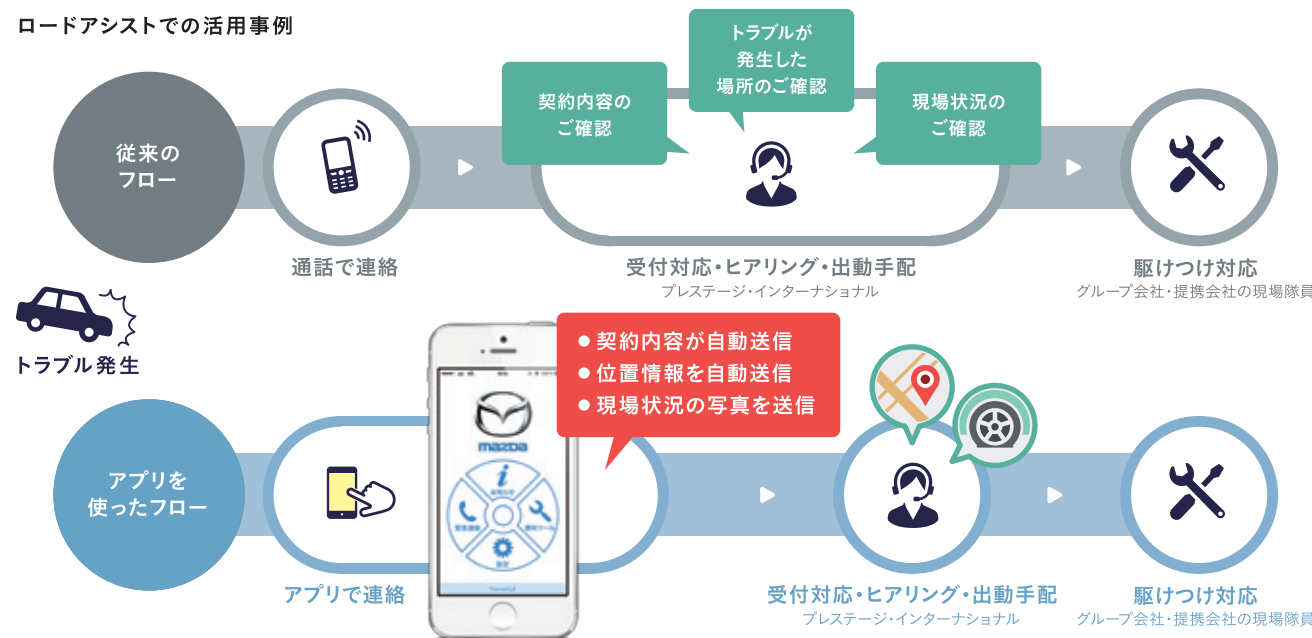 ロードアシストでの活用事例
従来の
フロー
通話で連絡
契約内容の
ご確認
トラブルが
発生した
場所のご確認
現場状況の
ご確認
受付対応・ヒアリング・出動手配
プレステージ・インターナショナル
駆けつけ対応
グループ会社・提携会社の現場隊員
トラブル発生
アプリを
使ったフロー
アプリで連絡
mazda
● 契約内容が自動送信
● 位置情報を自動送信
● 現場状況の写真を送信
受付対応・ヒアリング・出動手配
プレステージ・インターナショナル
駆けつけ対応
グループ会社・提携会社の現場隊員